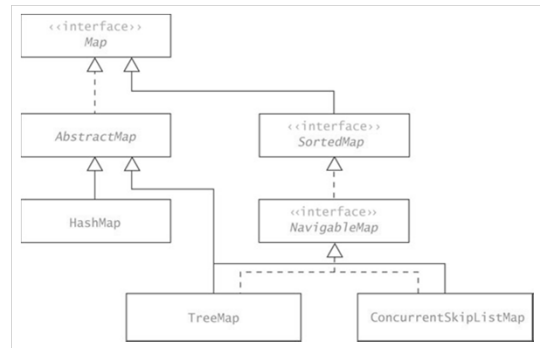 ‹‹interface››
Map
AbstractMap
‹‹interface››
SortedMap
HashMap
‹‹interface››
NavigableMap
TreeMap
ConcurrentSkipListMap